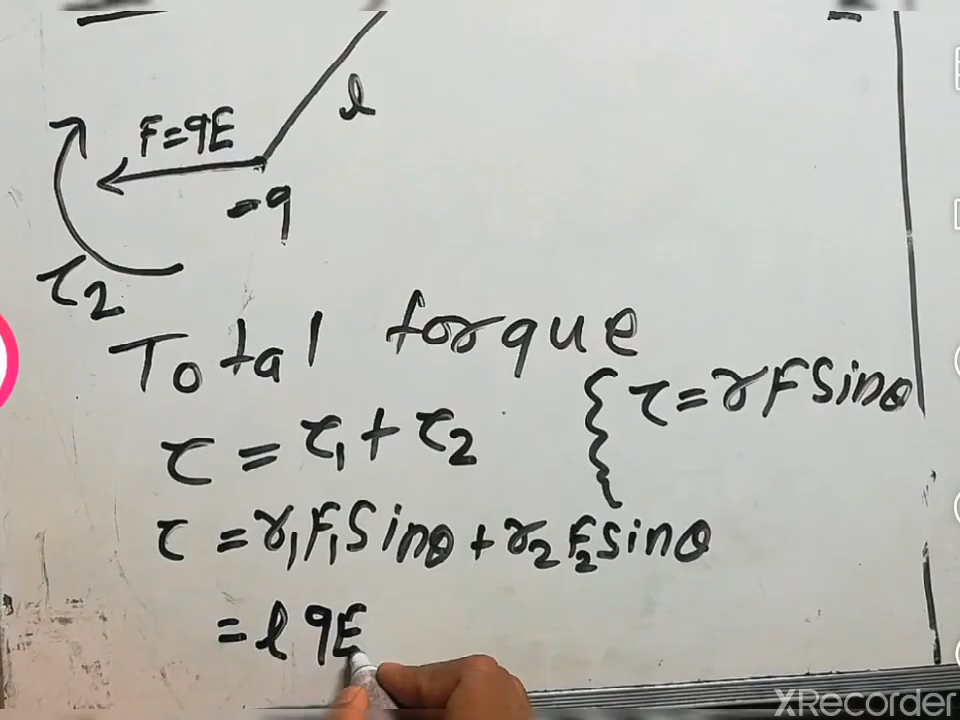 l
F=qE
-q
τ2
Total torque
{ τ=rFSinθ
τ = τ1 + τ2
τ = r1F1Sinθ + r2F2Sinθ
= l qE
XRecorder